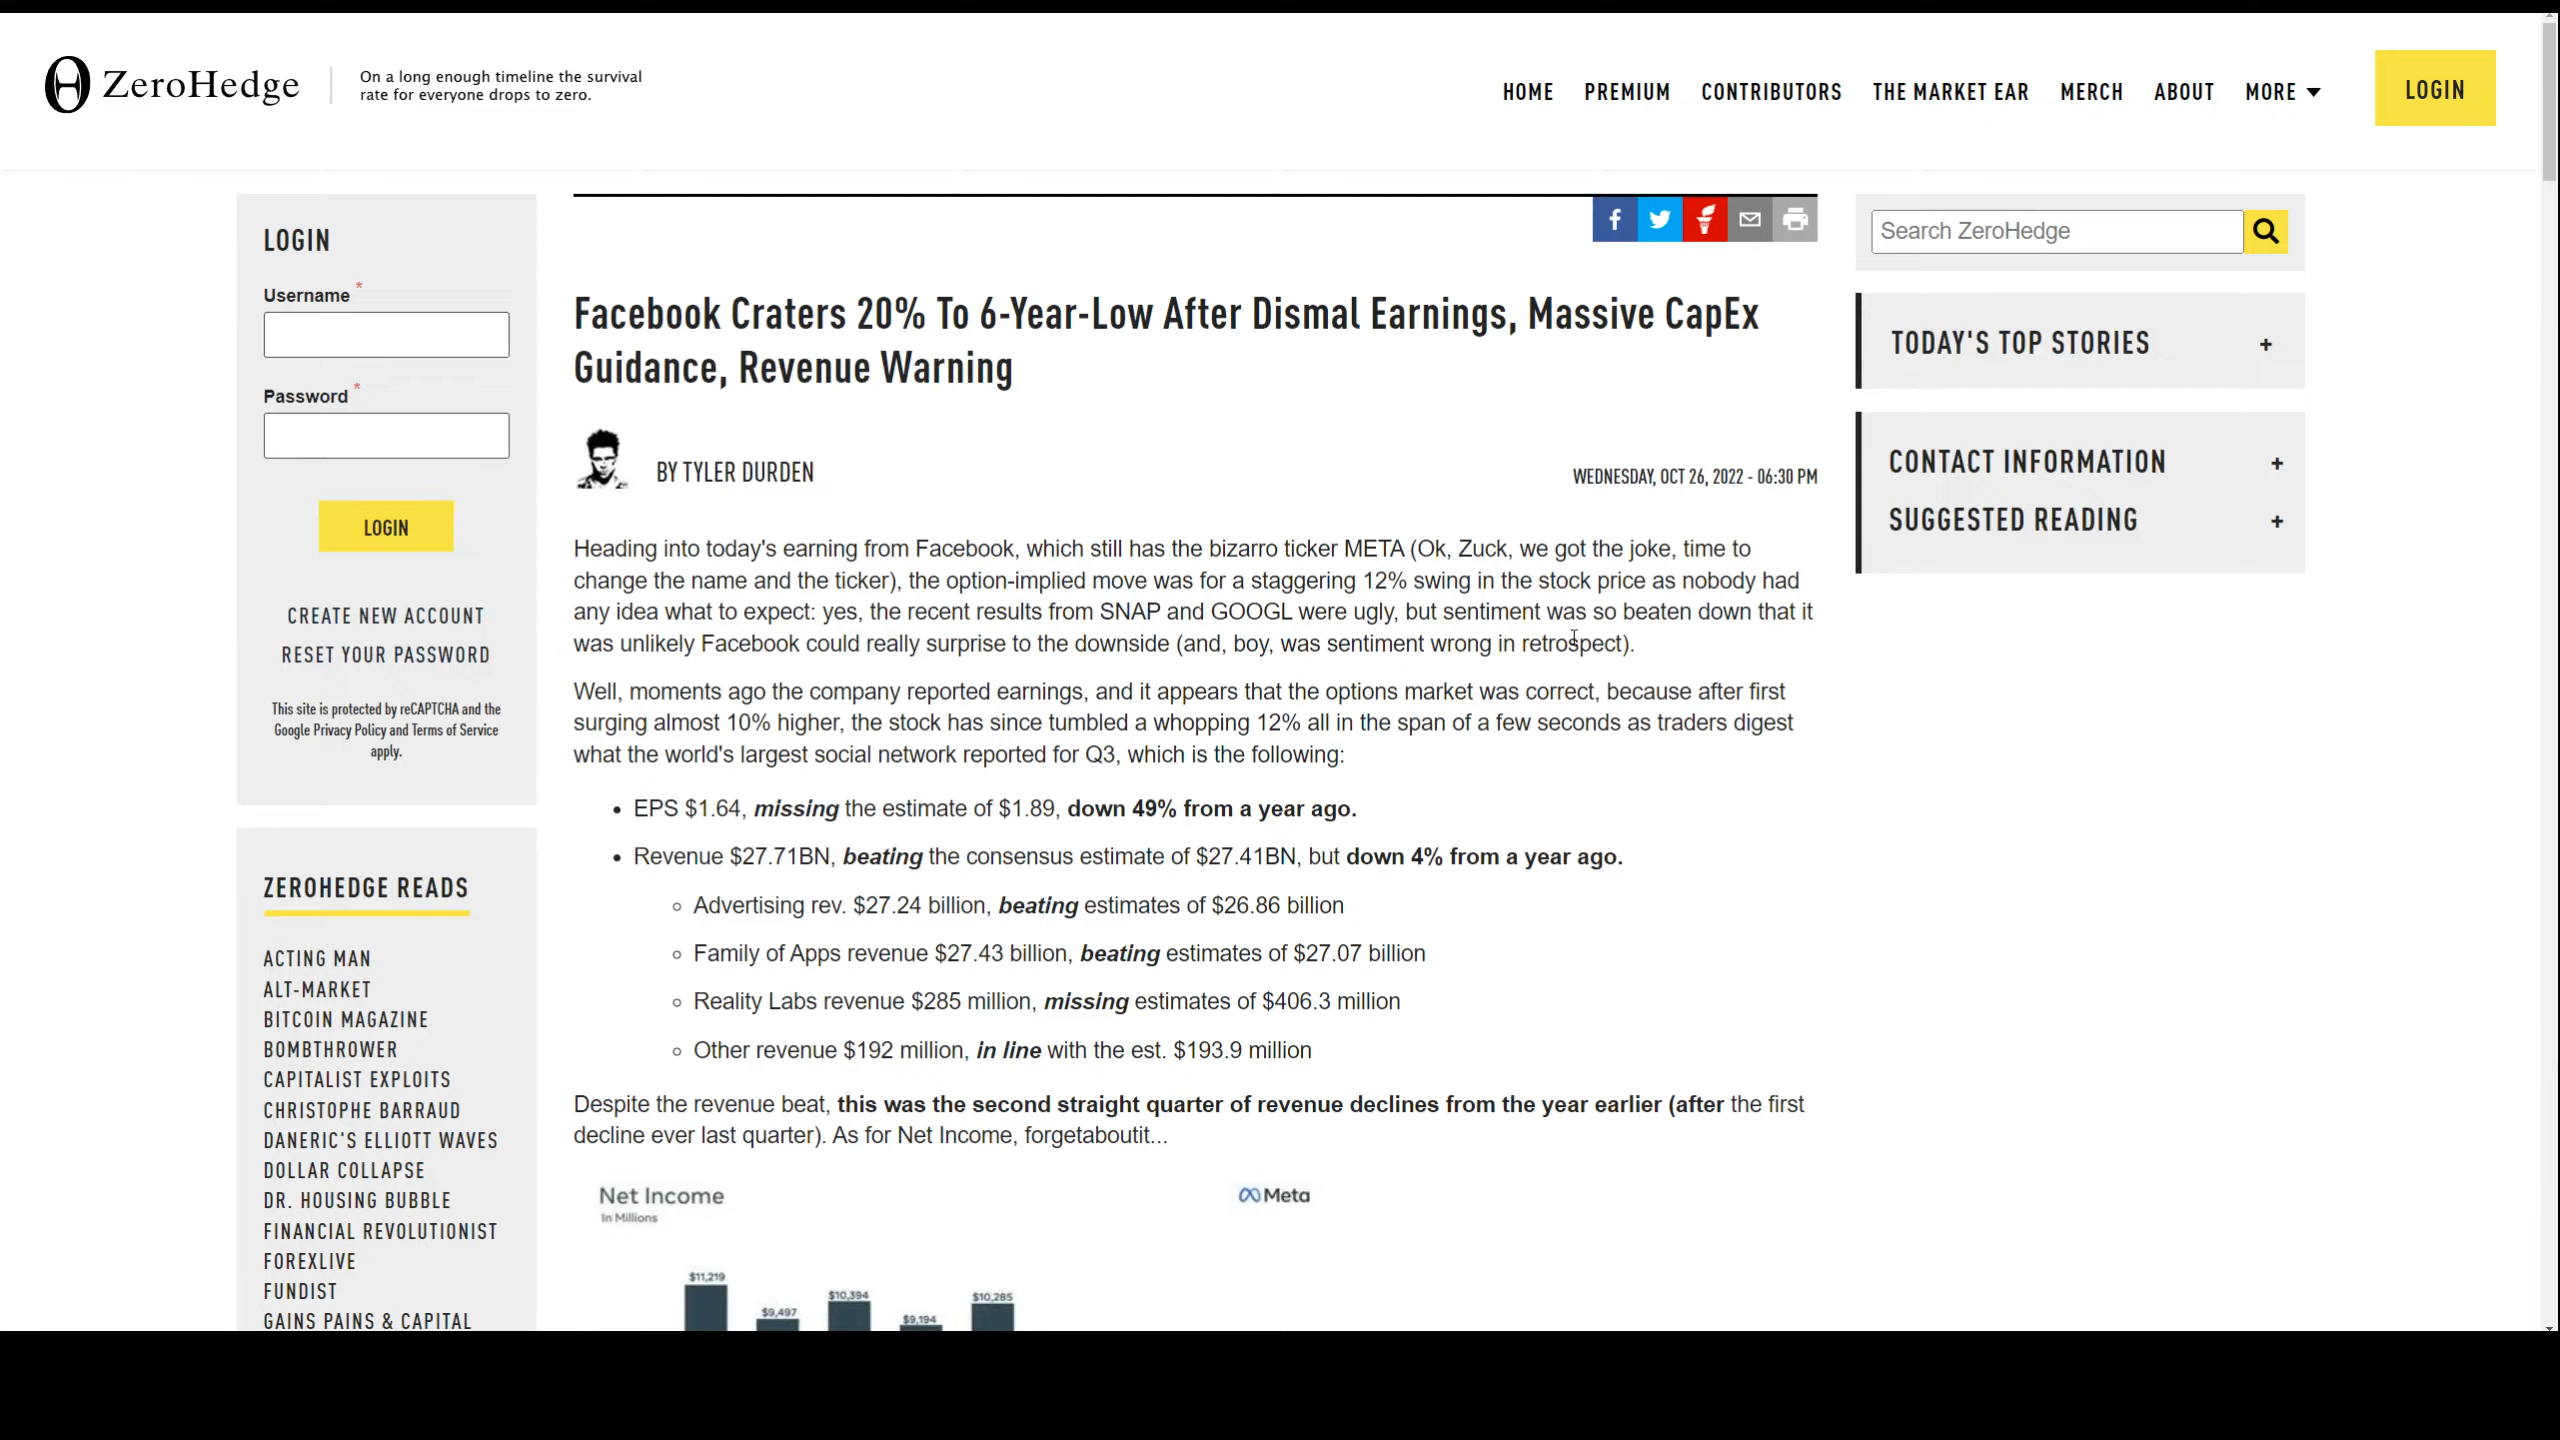 ZeroHedge
On a long enough timeline the survival
rate for everyone drops to zero.
HOME PREMIUM CONTRIBUTORS THE MARKET EAR MERCH ABOUT MORE
LOGIN
LOGIN
Username *
Password *
LOGIN
CREATE NEW ACCOUNT
RESET YOUR PASSWORD
This site is protected by reCAPTCHA and the
Google Privacy Policy and Terms of Service
apply.
ZEROHEDGE READS
ACTING MAN
ALT-MARKET
BITCOIN MAGAZINE
BOMBTHROWER
CAPITALIST EXPLOITS
CHRISTOPHE BARRAUD
DANERIC'S ELLIOTT WAVES
DOLLAR COLLAPSE
DR. HOUSING BUBBLE
FINANCIAL REVOLUTIONIST
FOREXLIVE
FUNDIST
GAINS PAINS & CAPITAL
Facebook Craters 20% To 6-Year-Low After Dismal Earnings, Massive CapEx
Guidance, Revenue Warning
BY TYLER DURDEN
WEDNESDAY, OCT 26, 2022 - 06:30 PM
Heading into today's earning from Facebook, which still has the bizarro ticker META (Ok, Zuck, we got the joke, time to
change the name and the ticker), the option-implied move was for a staggering 12% swing in the stock price as nobody had
any idea what to expect: yes, the recent results from SNAP and GOOGL were ugly, but sentiment was so beaten down that it
was unlikely Facebook could really surprise to the downside (and, boy, was sentiment wrong in retrospect).
Well, moments ago the company reported earnings, and it appears that the options market was correct, because after first
surging almost 10% higher, the stock has since tumbled a whopping 12% all in the span of a few seconds as traders digest
what the world's largest social network reported for Q3, which is the following:
• EPS $1.64, missing the estimate of $1.89, down 49% from a year ago.
• Revenue $27.71BN, beating the consensus estimate of $27.41BN, but down 4% from a year ago.
◦ Advertising rev. $27.24 billion, beating estimates of $26.86 billion
◦ Family of Apps revenue $27.43 billion, beating estimates of $27.07 billion
◦ Reality Labs revenue $285 million, missing estimates of $406.3 million
◦ Other revenue $192 million, in line with the est. $193.9 million
Despite the revenue beat, this was the second straight quarter of revenue declines from the year earlier (after the first
decline ever last quarter). As for Net Income, forgetaboutit...
Net Income
In Millions
Meta
$11,219
$9,497
$10,394
$9,194
$10,285
Search ZeroHedge
TODAY'S TOP STORIES +
CONTACT INFORMATION +
SUGGESTED READING +